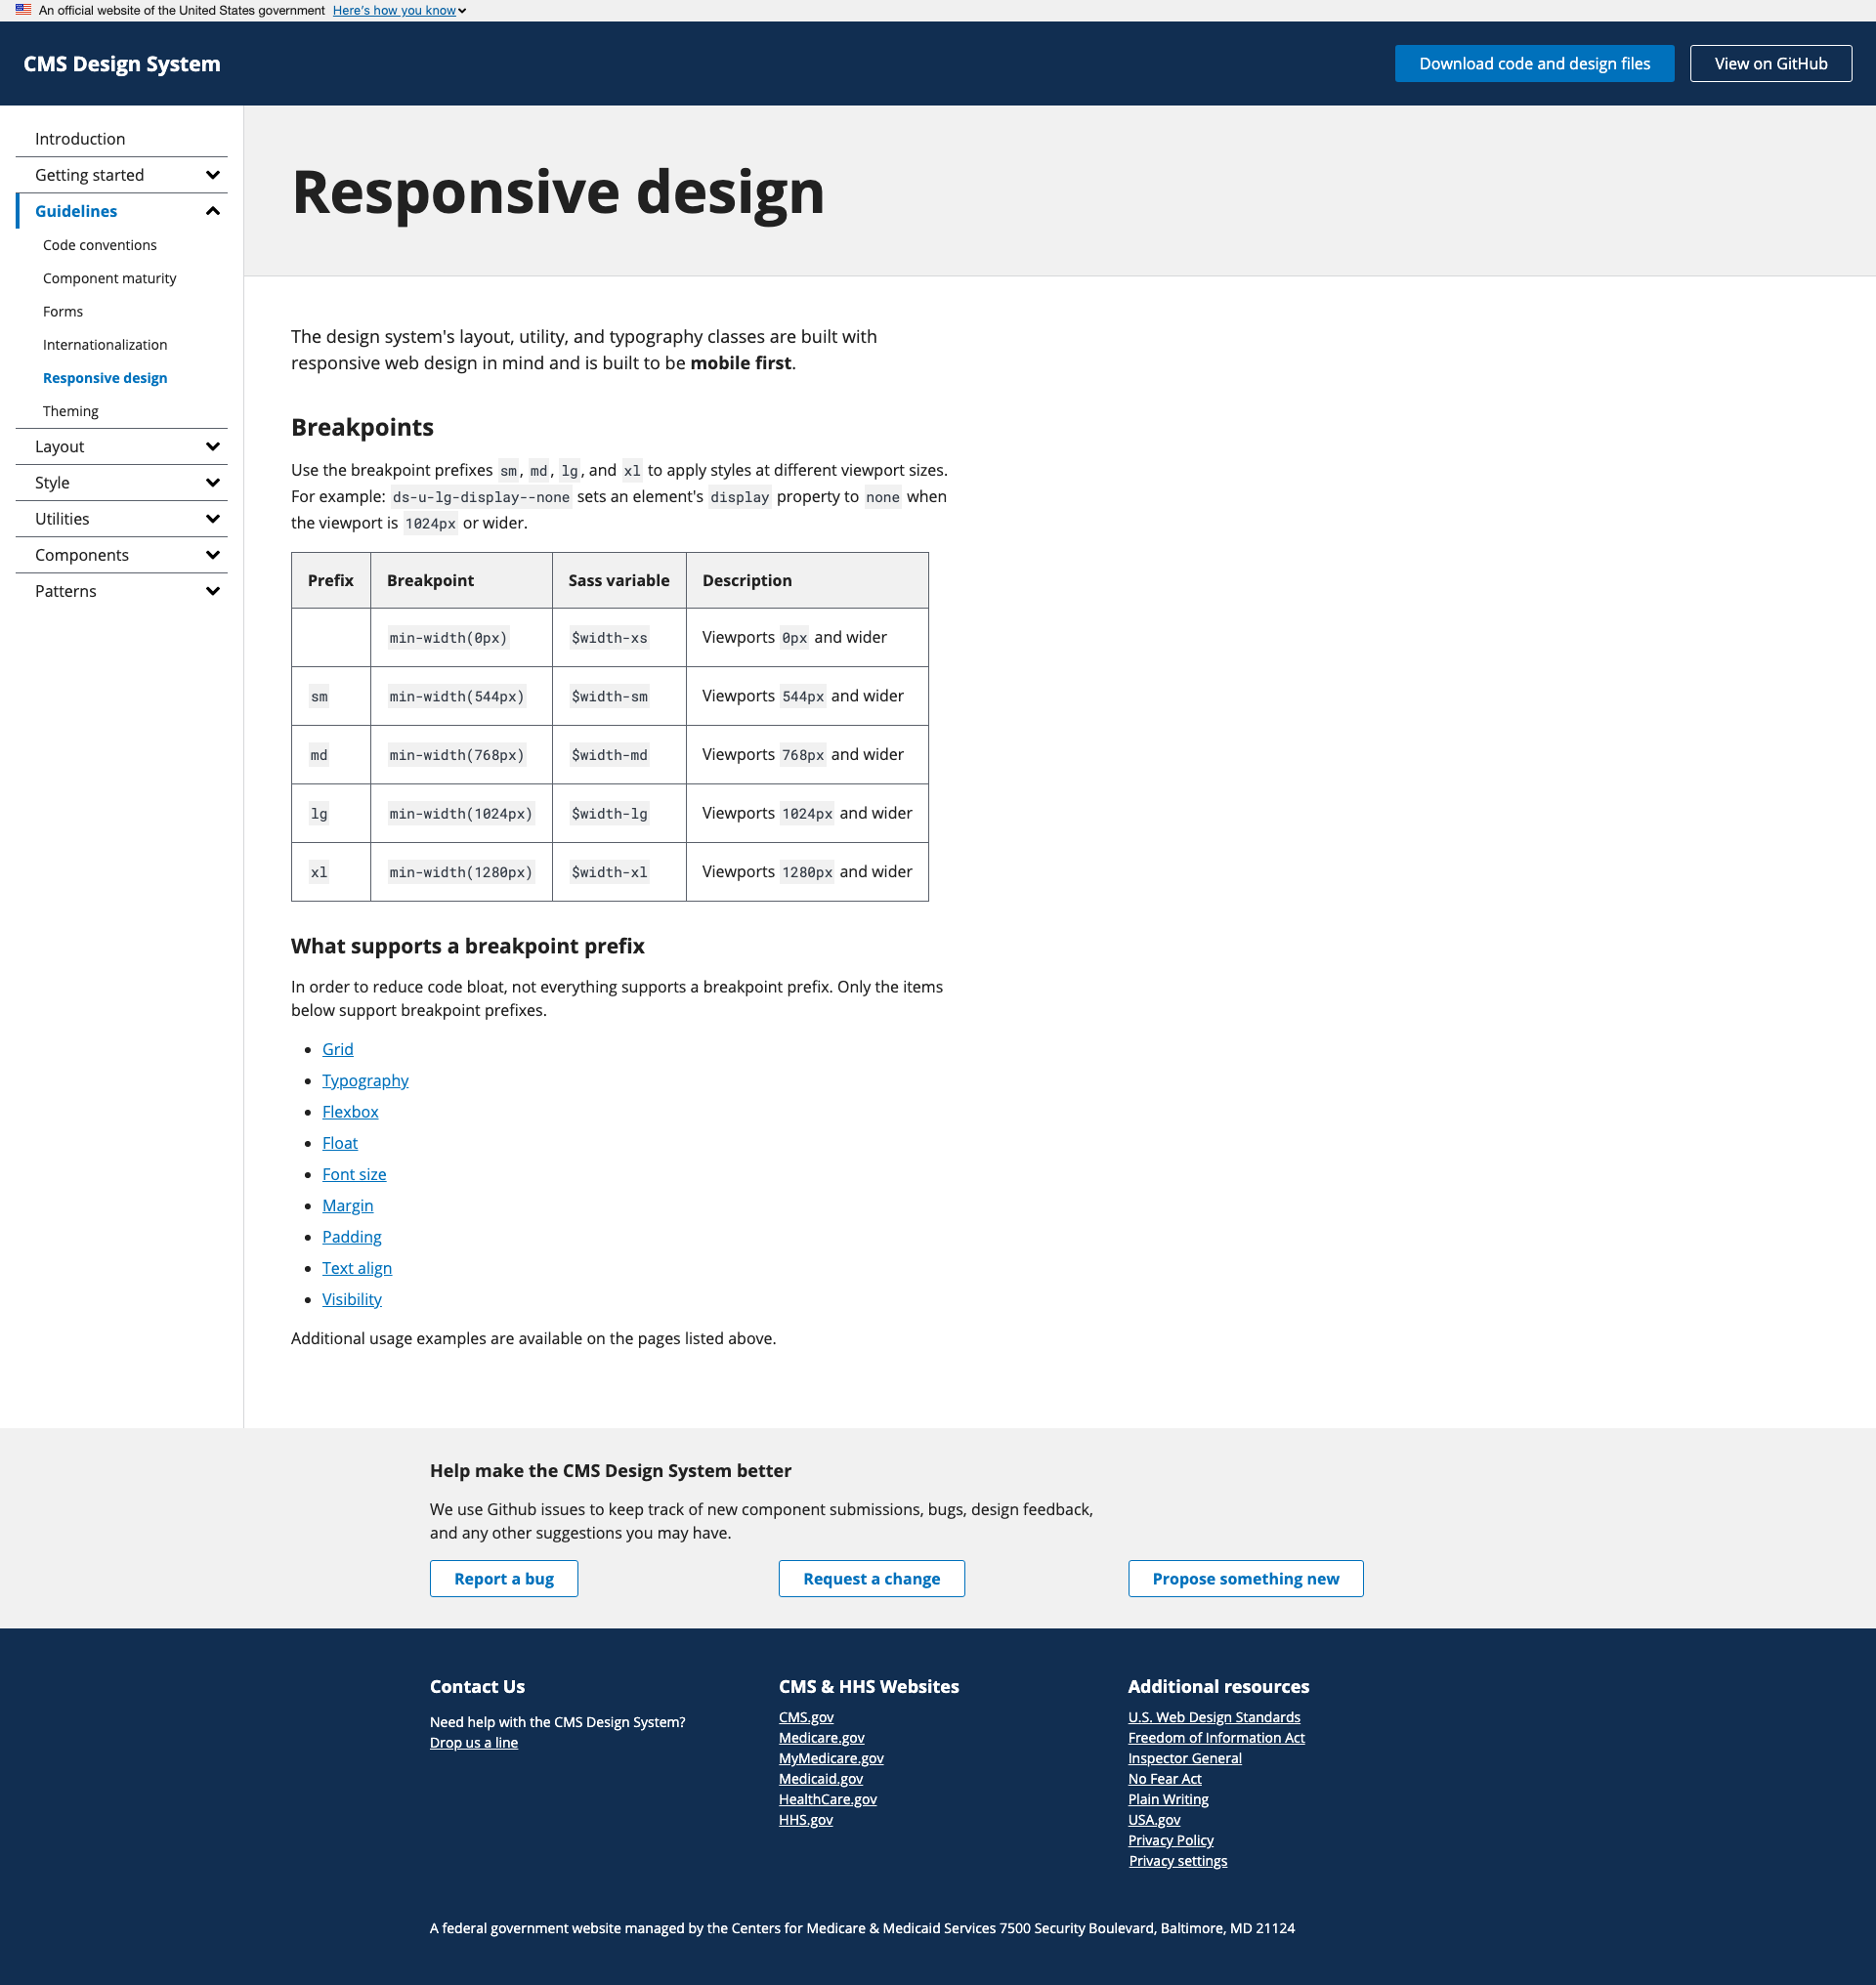 An official website of the United States government Here's how you know
CMS Design System
Download code and design files
View on GitHub
Introduction
Getting started
Guidelines
Code conventions
Component maturity
Forms
Internationalization
Responsive design
Theming
Layout
Style
Utilities
Components
Patterns
Responsive design
The design system's layout, utility, and typography classes are built with
responsive web design in mind and is built to be mobile first.
Breakpoints
Use the breakpoint prefixes sm, md, lg, and xl to apply styles at different viewport sizes.
For example: ds-u-lg-display--none sets an element's display property to none when
the viewport is 1024px or wider.
Prefix Breakpoint Sass variable Description
min-width(0px) $width-xs Viewports 0px and wider
sm min-width(544px) $width-sm Viewports 544px and wider
md min-width(768px) $width-md Viewports 768px and wider
lg min-width(1024px) $width-lg Viewports 1024px and wider
xl min-width(1280px) $width-xl Viewports 1280px and wider
What supports a breakpoint prefix
In order to reduce code bloat, not everything supports a breakpoint prefix. Only the items
below support breakpoint prefixes.
Grid
Typography
Flexbox
Float
Font size
Margin
Padding
Text align
Visibility
Additional usage examples are available on the pages listed above.
Help make the CMS Design System better
We use Github issues to keep track of new component submissions, bugs, design feedback,
and any other suggestions you may have.
Report a bug
Request a change
Propose something new
Contact Us
Need help with the CMS Design System?
Drop us a line
CMS & HHS Websites
CMS.gov
Medicare.gov
MyMedicare.gov
Medicaid.gov
HealthCare.gov
HHS.gov
Additional resources
U.S. Web Design Standards
Freedom of Information Act
Inspector General
No Fear Act
Plain Writing
USA.gov
Privacy Policy
Privacy settings
A federal government website managed by the Centers for Medicare & Medicaid Services 7500 Security Boulevard, Baltimore, MD 21124